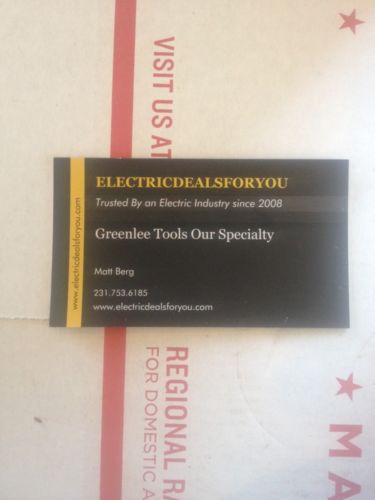 VISIT US AT
www.electricdealsforyou.com
ELECTRICDEALSFORYOU
Trusted By an Electric Industry since 2008
Greenlee Tools Our Specialty
Matt Berg
231.753.6185
www.electricdealsforyou.com
REGIONAL RA
FOR DOMESTIC A
MA